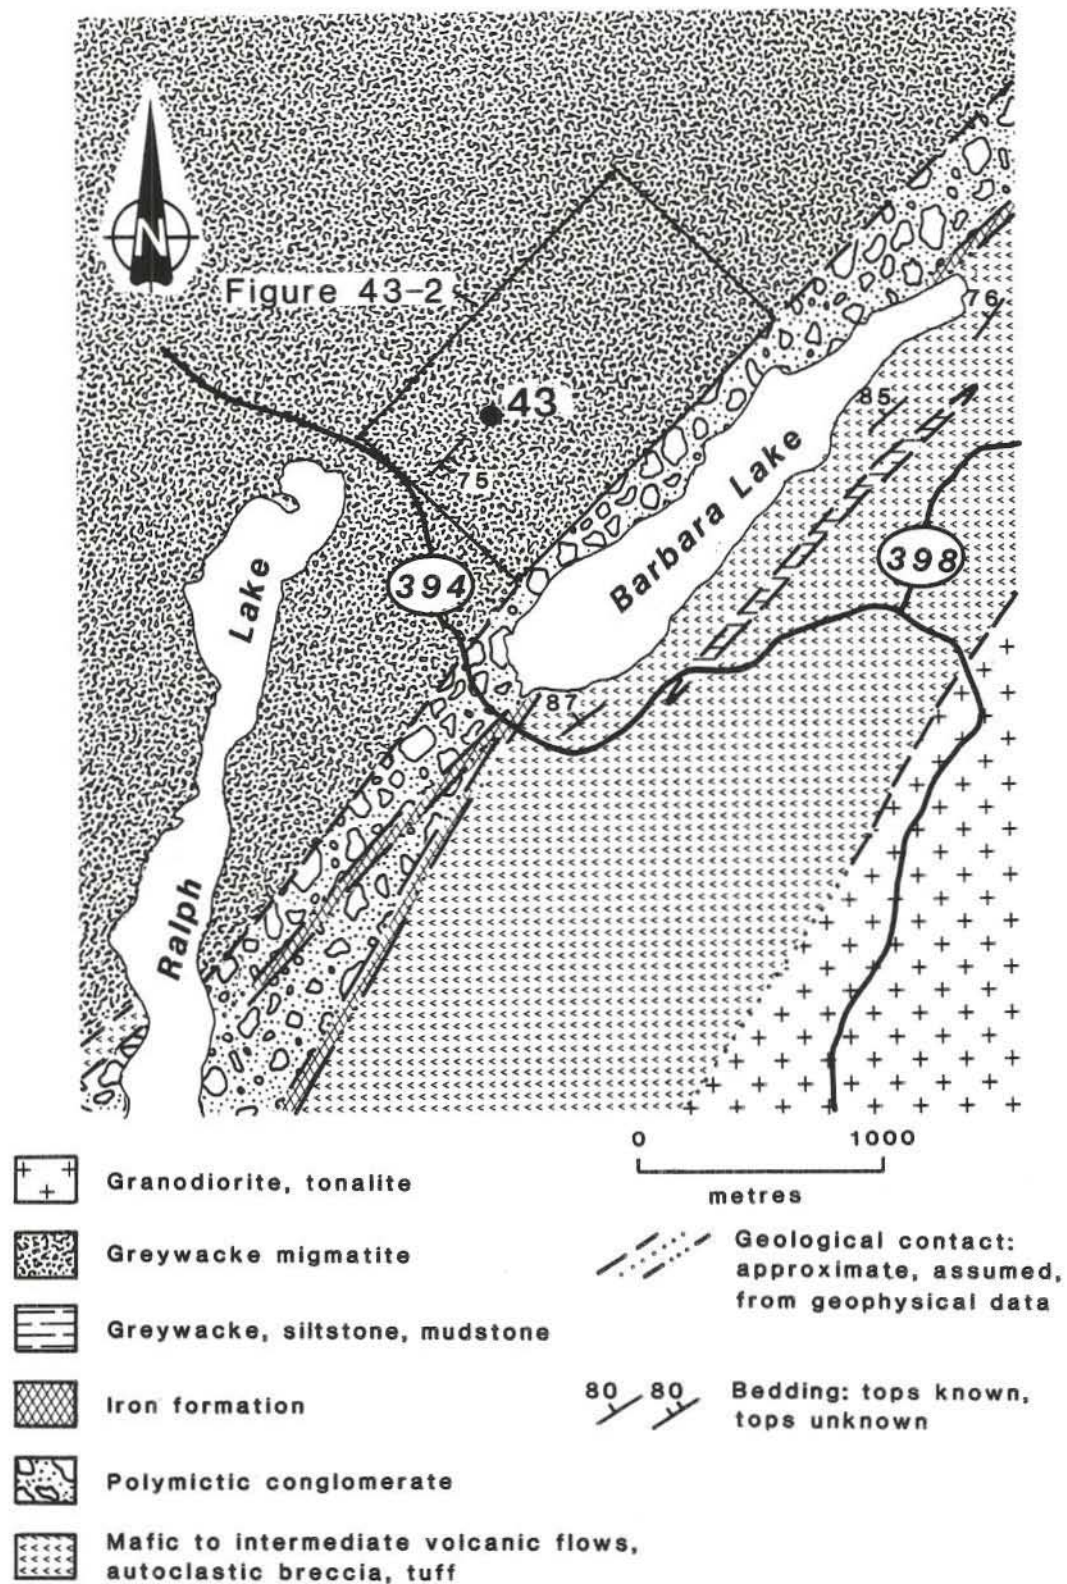 N
Figure 43-2
76
43
85
75
Barbara Lake
398
394
Lake
87
Ralph
0 1000
metres
Granodiorite, tonalite
Greywacke migmatite
Greywacke, siltstone, mudstone
Iron formation
Polymictic conglomerate
Mafic to intermediate volcanic flows,
autoclastic breccia, tuff
Geological contact:
approximate, assumed,
from geophysical data
80 80
Bedding: tops known,
tops unknown